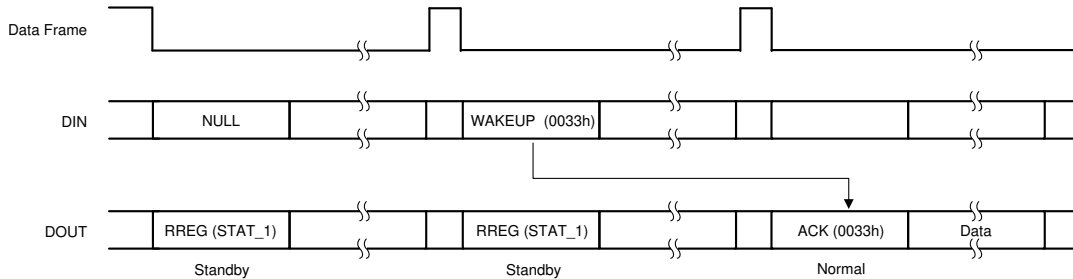 Data Frame
DIN
NULL
WAKEUP (0033h)
DOUT
RREG (STAT_1)
RREG (STAT_1)
ACK (0033h)
Data
Standby
Standby
Normal